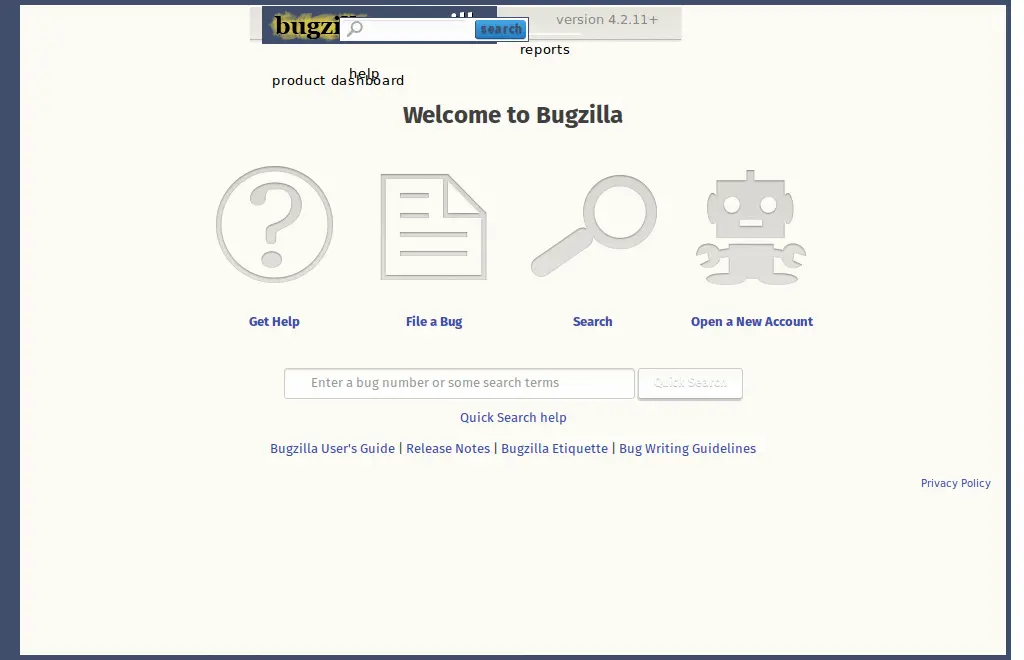 bugzi
search
version 4.2.11+
reports
help
product dashboard
Welcome to Bugzilla
Get Help
File a Bug
Search
Open a New Account
Enter a bug number or some search terms
Quick Search
Quick Search help
Bugzilla User's Guide | Release Notes | Bugzilla Etiquette | Bug Writing Guidelines
Privacy Policy